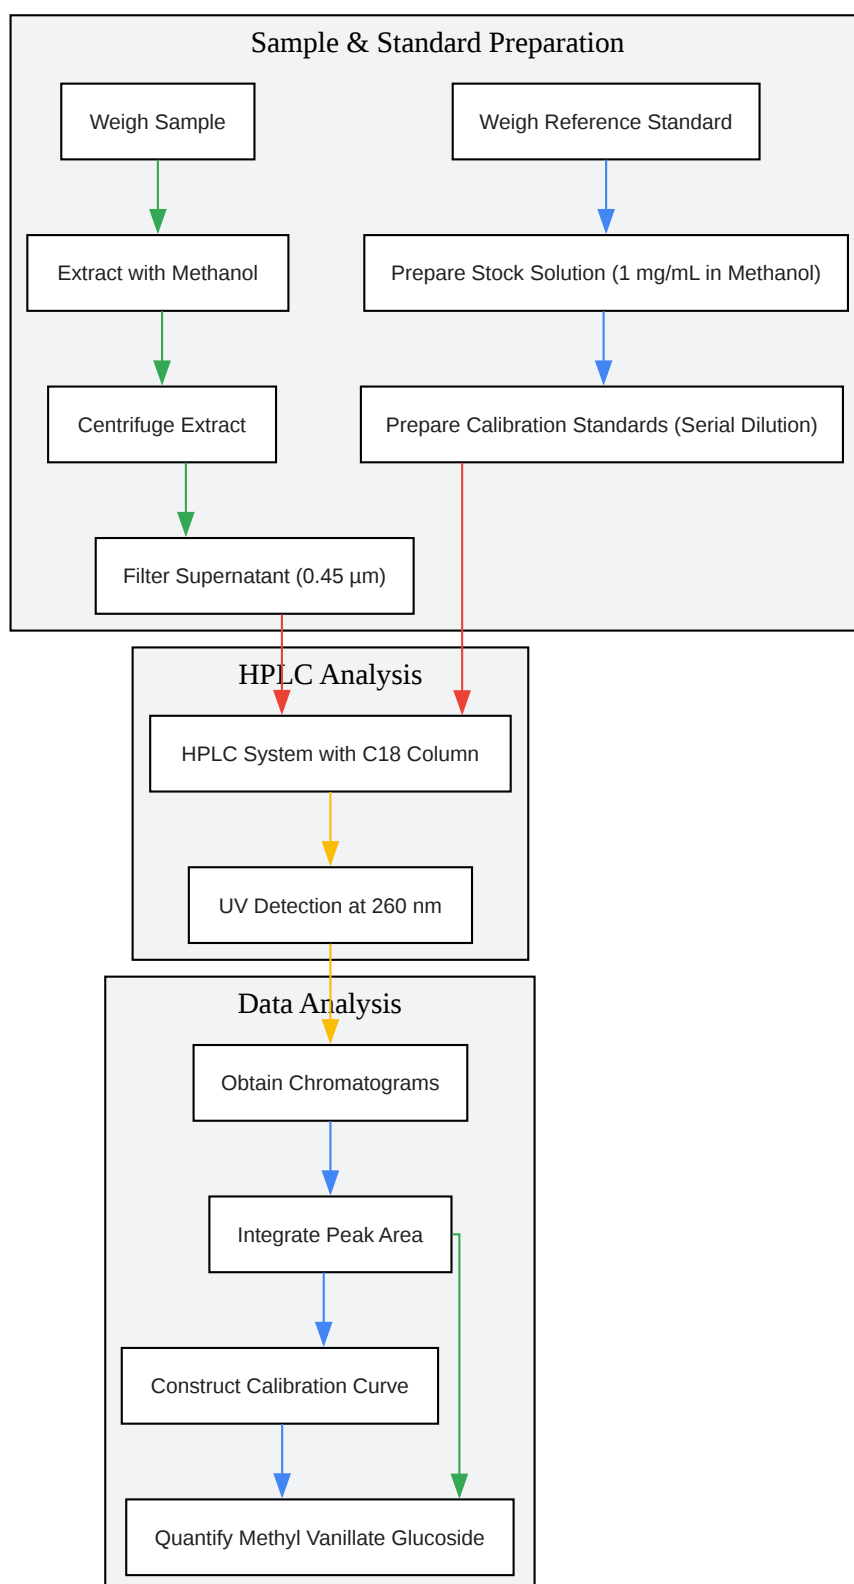 Sample & Standard Preparation
Weigh Sample
Weigh Reference Standard
Extract with Methanol
Prepare Stock Solution (1 mg/mL in Methanol)
Centrifuge Extract
Prepare Calibration Standards (Serial Dilution)
Filter Supernatant (0.45 µm)
HPLC Analysis
HPLC System with C18 Column
UV Detection at 260 nm
Data Analysis
Obtain Chromatograms
Integrate Peak Area
Construct Calibration Curve
Quantify Methyl Vanillate Glucoside